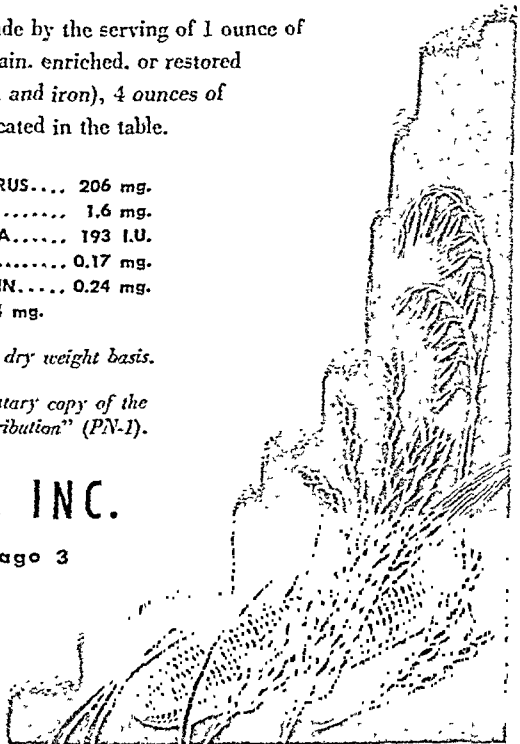 de by the serving of 1 ounce of
ain. enriched. or restored
and iron), 4 ounces of
cated in the table.
RUS.... 206 mg.
........ 1.6 mg.
A...... 193 I.U.
........ 0.17 mg.
IN..... 0.24 mg.
mg.
dry weight basis.
tary copy of the
ribution" (PN-1).
INC.
ago 3